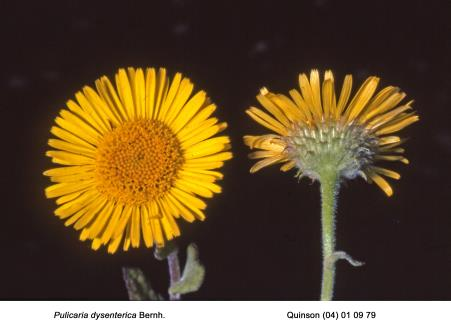 Pulicaria dysenterica Bernh. Quinson (04) 01 09 79